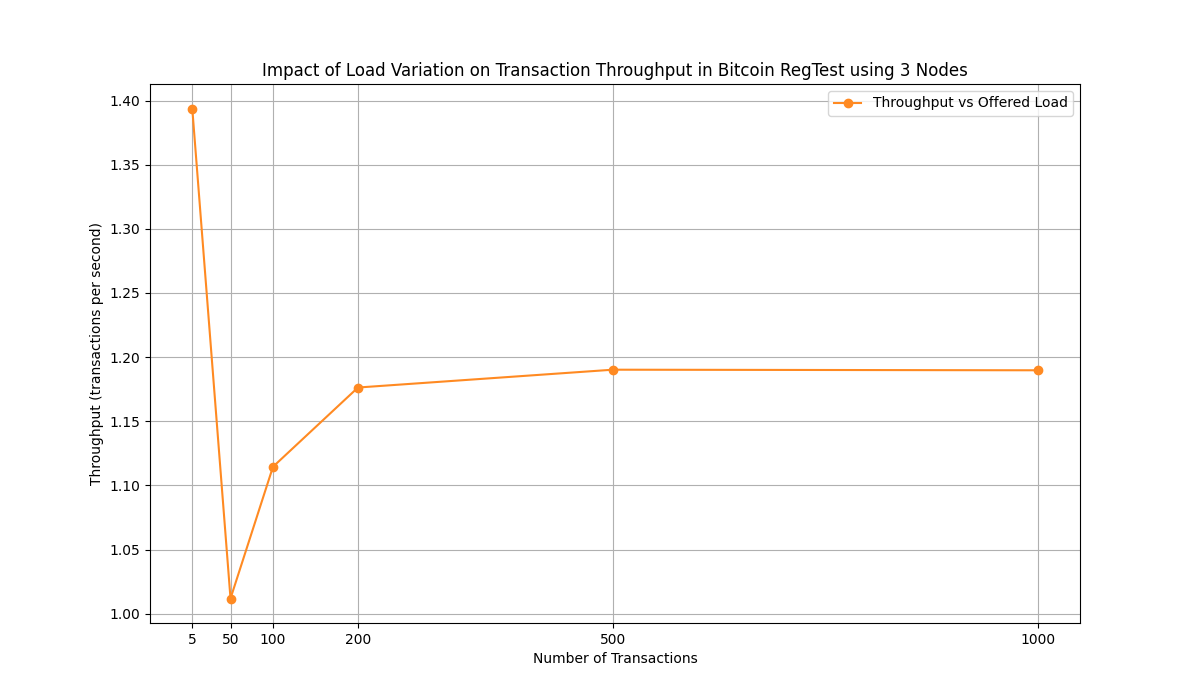 Impact of Load Variation on Transaction Throughput in Bitcoin RegTest using 3 Nodes
Throughput vs Offered Load
Throughput (transactions per second)
1.40
1.35
1.30
1.25
1.20
1.15
1.10
1.05
1.00
5 50 100 200 500 1000
Number of Transactions